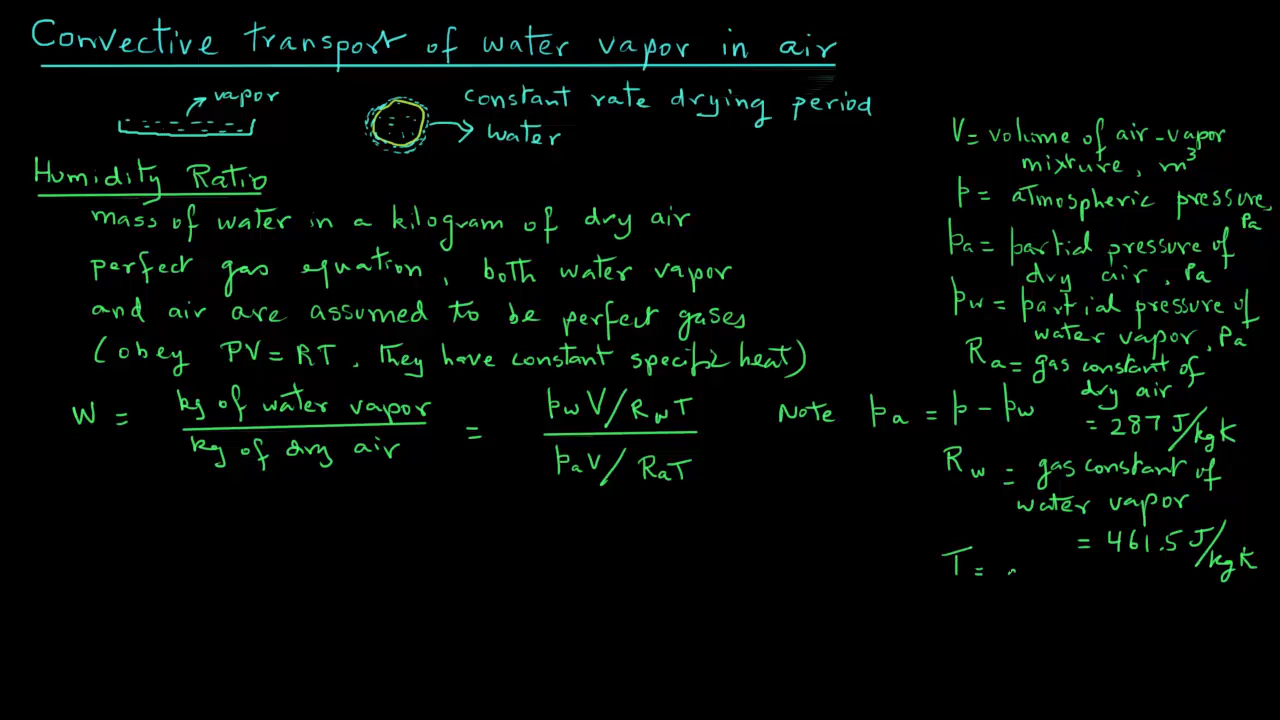 Convective transport of water vapor in air
vapor
constant rate drying period
water
Humidity Ratio
mass of water in a kilogram of dry air
perfect gas equation, both water vapor
and air are assumed to be perfect gases
(obey PV = RT, They have constant specific heat)
W = kg of water vapor / kg of dry air = pwV/RwT / paV/RaT
Note pa = p - pw
V = volume of air-vapor
mixture, m³
p = atmospheric pressure,
Pa
pa = partial pressure of
dry air, Pa
pw = partial pressure of
water vapor, Pa
Ra = gas constant of
dry air
= 287 J/kg K
Rw = gas constant of
water vapor
= 461.5 J/kg K
T =